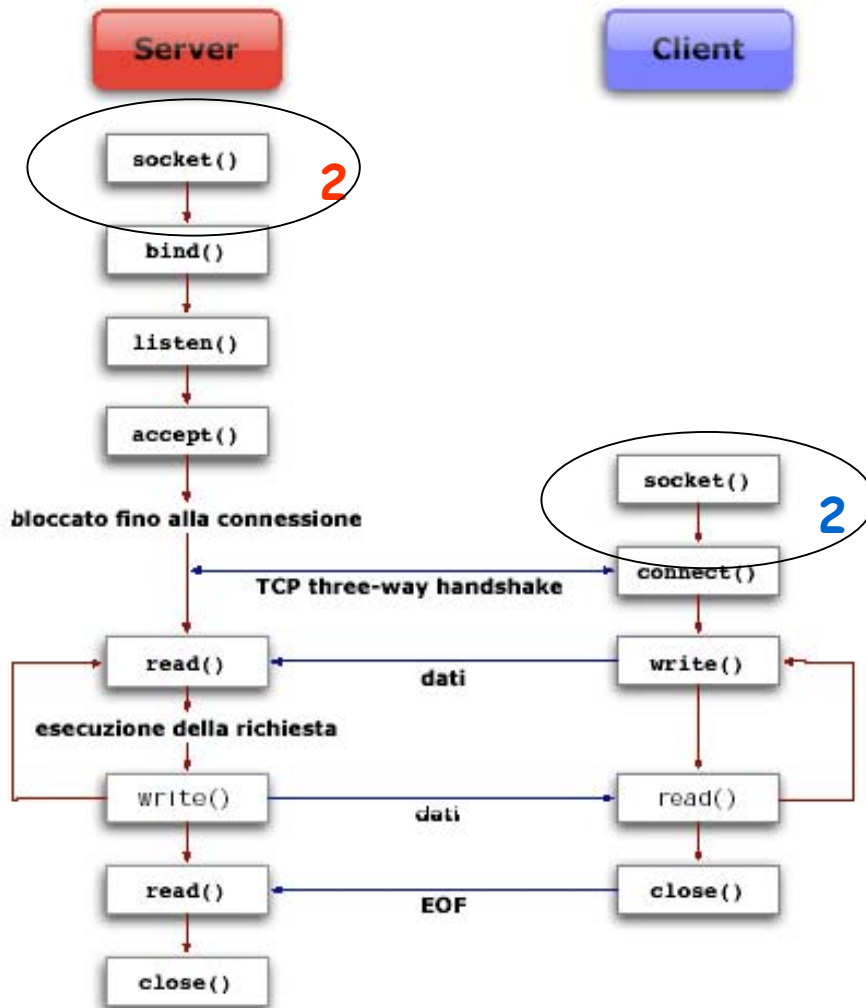 Server
Client
socket()
2
bind()
listen()
accept()
socket()
2
bloccato fino alla connessione
connect()
TCP three-way handshake
read()
write()
dati
esecuzione della richiesta
write()
read()
dati
read()
close()
EOF
close()